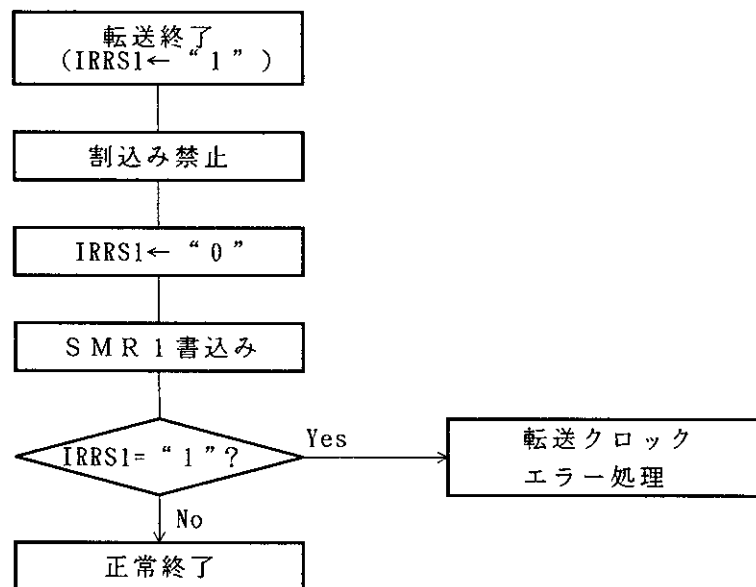 転送終了
(IRRS1← “1” )
割込み禁止
IRRS1← “0”
SMR1書込み
IRRS1= “1”?
Yes
転送クロック
エラー処理
No
正常終了